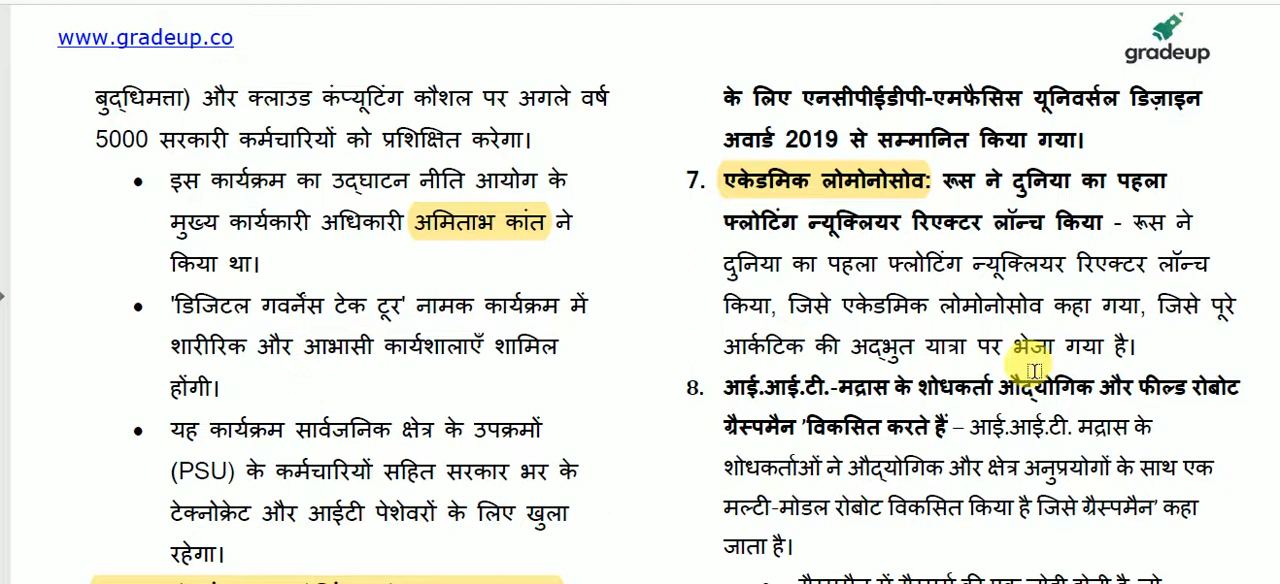 www.gradeup.co
gradeup
बुद्धिमत्ता) और क्लाउड कंप्यूटिंग कौशल पर अगले वर्ष
5000 सरकारी कर्मचारियों को प्रशिक्षित करेगा।
• इस कार्यक्रम का उद्घाटन नीति आयोग के
मुख्य कार्यकारी अधिकारी अमिताभ कांत ने
किया था।
• 'डिजिटल गवर्नेंस टेक टूर' नामक कार्यक्रम में
शारीरिक और आभासी कार्यशालाएँ शामिल
होंगी।
• यह कार्यक्रम सार्वजनिक क्षेत्र के उपक्रमों
(PSU) के कर्मचारियों सहित सरकार भर के
टेक्नोक्रेट और आईटी पेशेवरों के लिए खुला
रहेगा।
के लिए एनसीपीईडीपी-एमफैसिस यूनिवर्सल डिज़ाइन
अवार्ड 2019 से सम्मानित किया गया।
7. एकेडमिक लोमोनोसोव: रूस ने दुनिया का पहला
फ्लोटिंग न्यूक्लियर रिएक्टर लॉन्च किया - रूस ने
दुनिया का पहला फ्लोटिंग न्यूक्लियर रिएक्टर लॉन्च
किया, जिसे एकेडमिक लोमोनोसोव कहा गया, जिसे पूरे
आर्कटिक की अद्भुत यात्रा पर भेजा गया है।
8. आई.आई.टी.-मद्रास के शोधकर्ता औद्योगिक और फील्ड रोबोट
ग्रैस्पमैन 'विकसित करते हैं – आई.आई.टी. मद्रास के
शोधकर्ताओं ने औद्योगिक और क्षेत्र अनुप्रयोगों के साथ एक
मल्टी-मोडल रोबोट विकसित किया है जिसे ग्रैस्पमैन' कहा
जाता है।